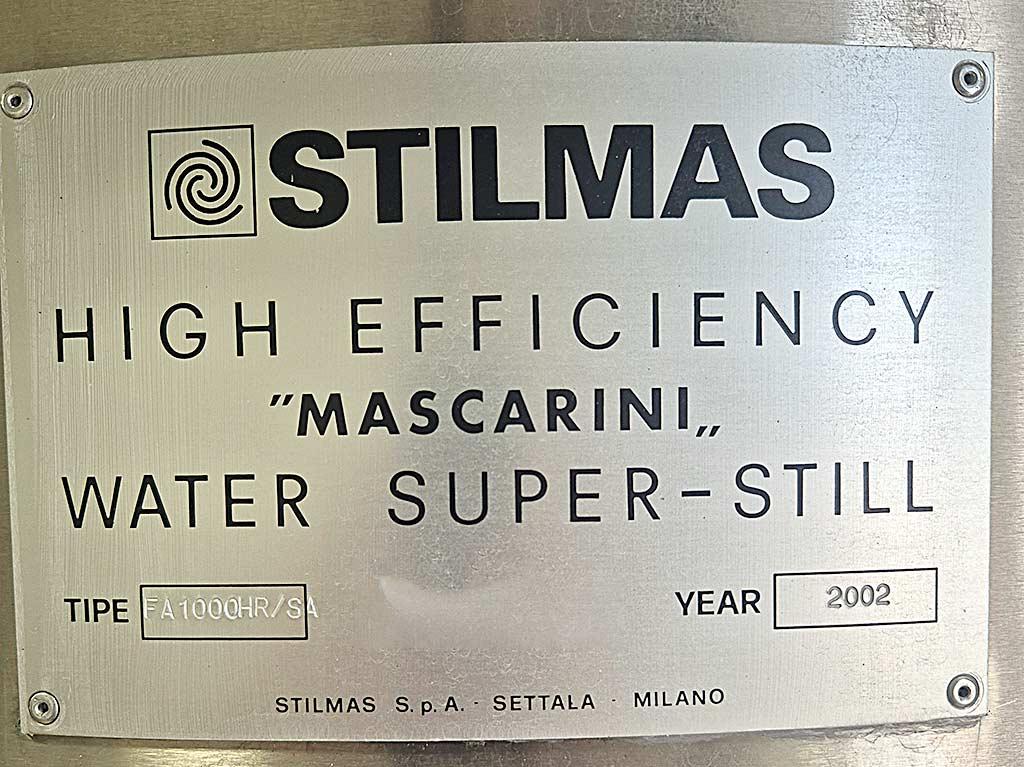 STILMAS
HIGH EFFICIENCY
"MASCARINI„
WATER SUPER-STILL
TIPE FA1000HR/SA YEAR 2002
STILMAS S.p.A. - SETTALA - MILANO